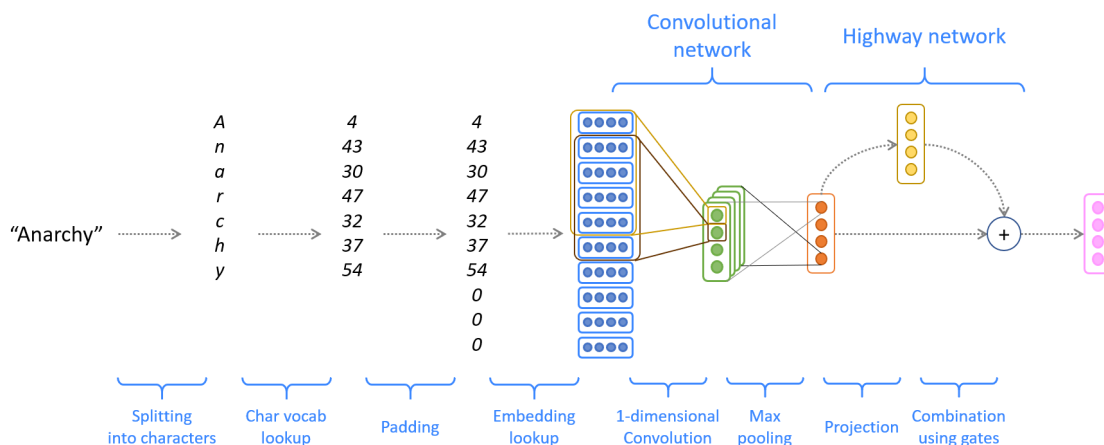 Convolutional
network
Highway network
A 4 4
n 43 43
a 30 30
r 47 47
"Anarchy" c 32 32
h 37 37
y 54 54
0
0
0
+
Splitting
into characters
Char vocab
lookup
Padding
Embedding
lookup
1-dimensional
Convolution
Max
pooling
Projection
Combination
using gates